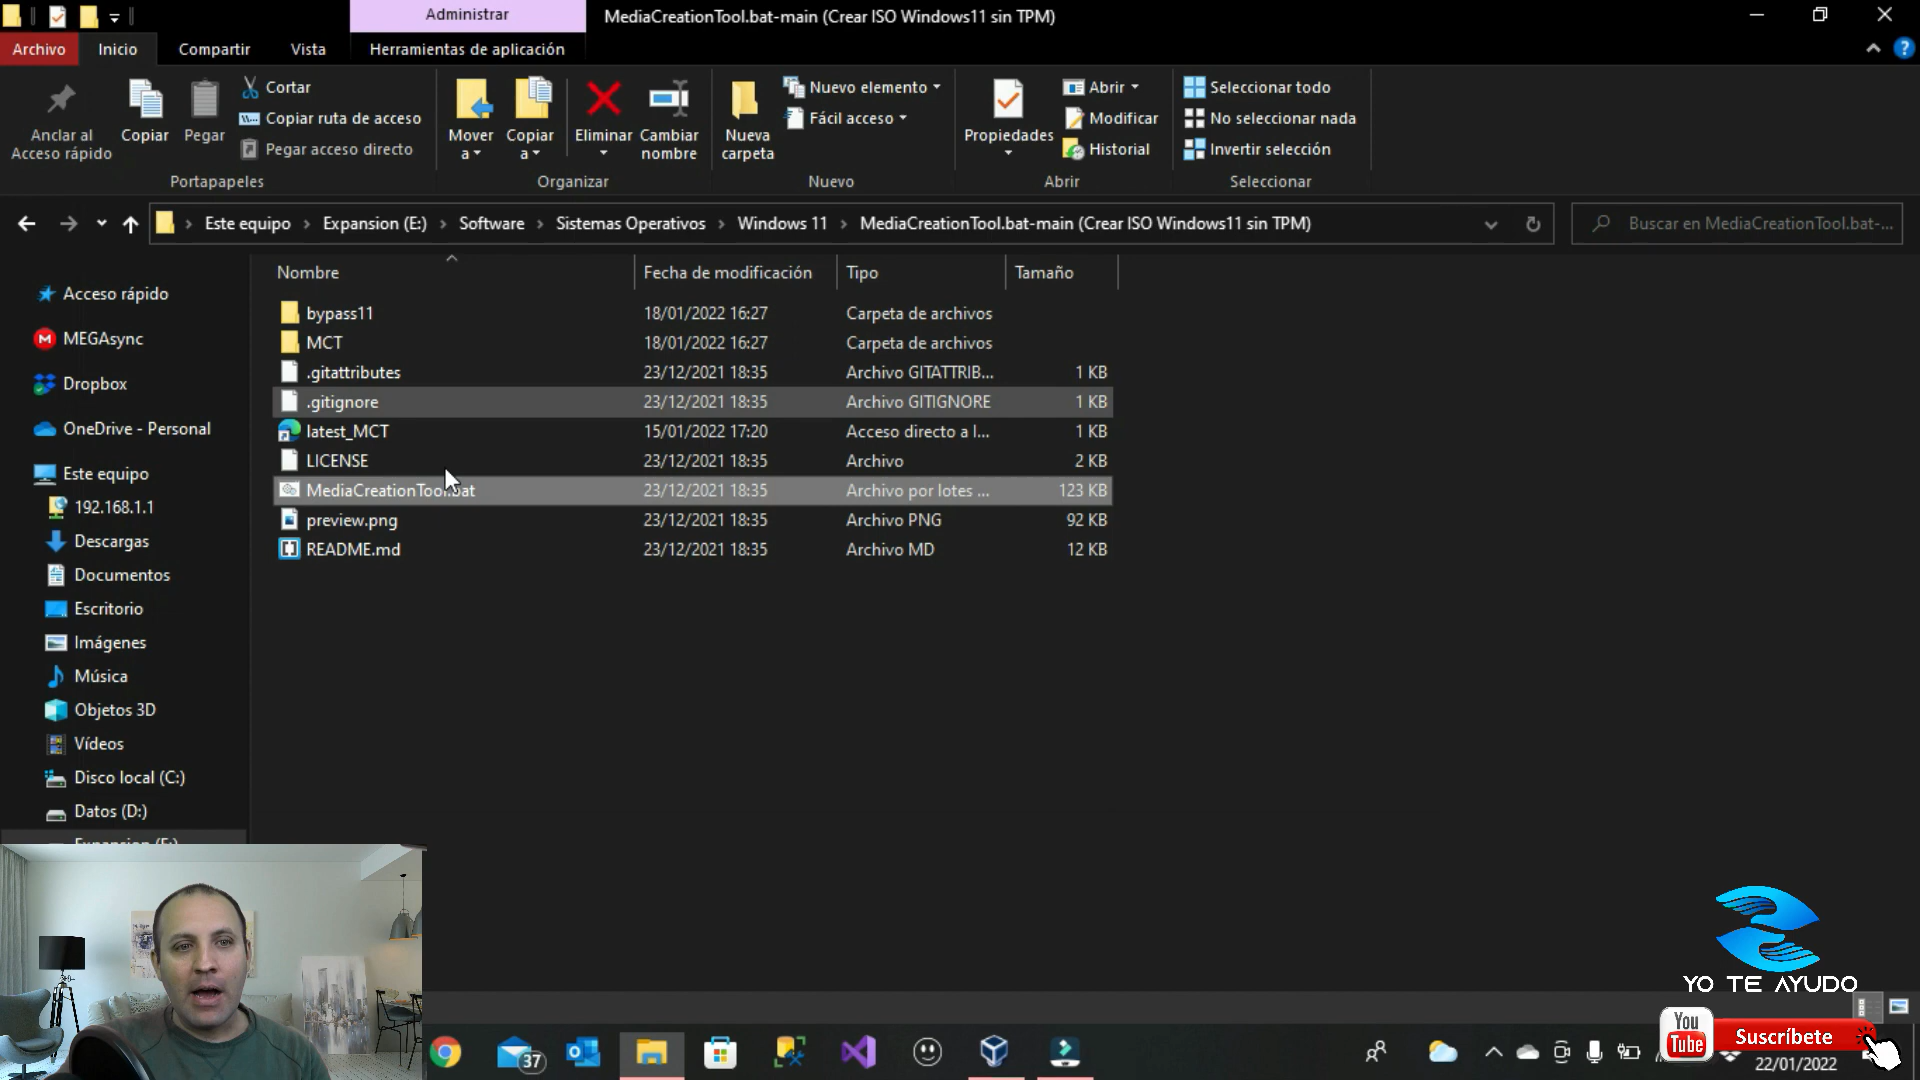 Administrar
MediaCreationTool.bat-main (Crear ISO Windows11 sin TPM)
Archivo
Inicio
Compartir
Vista
Herramientas de aplicación
Anclar al
Acceso rápido
Copiar
Pegar
Cortar
Copiar ruta de acceso
Pegar acceso directo
Portapapeles
Mover
a
Copiar
a
Eliminar
Cambiar
nombre
Organizar
Nueva
carpeta
Nuevo elemento
Fácil acceso
Nuevo
Propiedades
Abrir
Modificar
Historial
Abrir
Seleccionar todo
No seleccionar nada
Invertir selección
Seleccionar
Este equipo > Expansion (E:) > Software > Sistemas Operativos > Windows 11 > MediaCreationTool.bat-main (Crear ISO Windows11 sin TPM)
Buscar en MediaCreationTool.bat-...
Nombre Fecha de modificación Tipo Tamaño
bypass11 18/01/2022 16:27 Carpeta de archivos
MCT 18/01/2022 16:27 Carpeta de archivos
.gitattributes 23/12/2021 18:35 Archivo GITATTRIB... 1 KB
.gitignore 23/12/2021 18:35 Archivo GITIGNORE 1 KB
latest_MCT 15/01/2022 17:20 Acceso directo a l... 1 KB
LICENSE 23/12/2021 18:35 Archivo 2 KB
MediaCreationTool.bat 23/12/2021 18:35 Archivo por lotes ... 123 KB
preview.png 23/12/2021 18:35 Archivo PNG 92 KB
README.md 23/12/2021 18:35 Archivo MD 12 KB
Acceso rápido
MEGAsync
Dropbox
OneDrive - Personal
Este equipo
192.168.1.1
Descargas
Documentos
Escritorio
Imágenes
Música
Objetos 3D
Vídeos
Disco local (C:)
Datos (D:)
Expansion (E:)
YO TE AYUDO
You
Tube
Suscríbete
37
22/01/2022